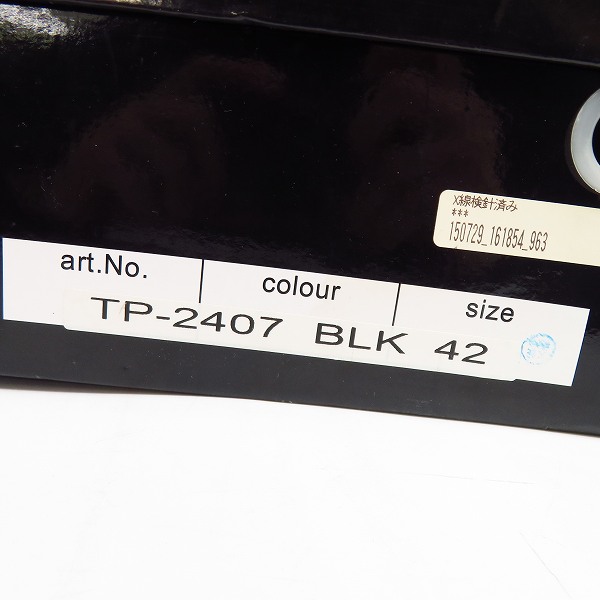 X線検針済み
***
150729_161854_963
art.No. colour size
TP-2407 BLK 42